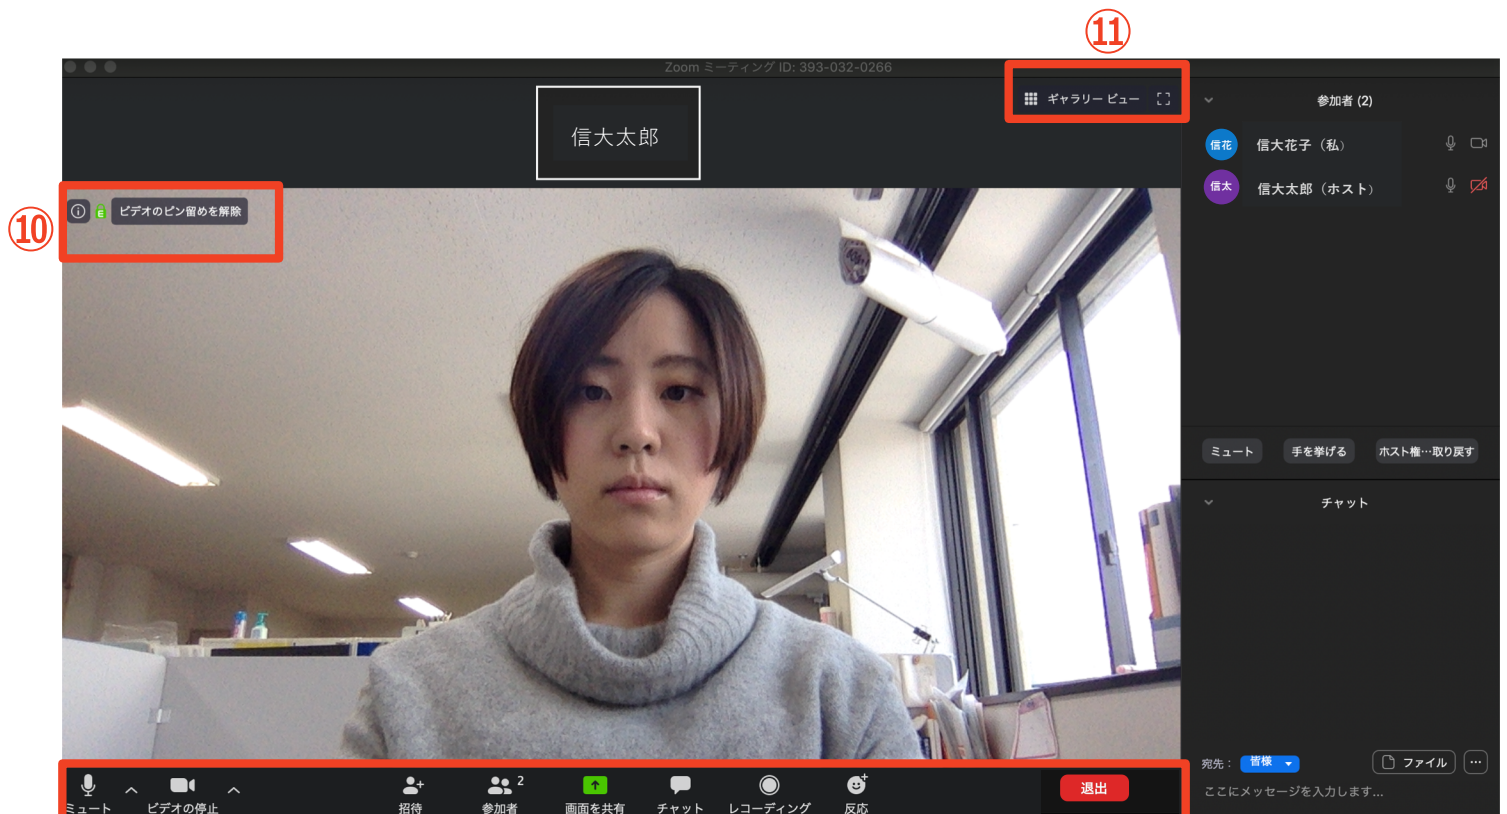 ⑪
Zoom ミーティング ID: 393-032-0266
ギャラリー ビュー
信大太郎
⑩
ビデオのピン留めを解除
参加者 (2)
信花 信大花子（私）
信太 信大太郎（ホスト）
ミュート 手を挙げる ホスト権…取り戻す
チャット
宛先： 皆様 ファイル …
ここにメッセージを入力します...
ミュート ビデオの停止 招待 参加者 2 画面を共有 チャット レコーディング 反応 退出